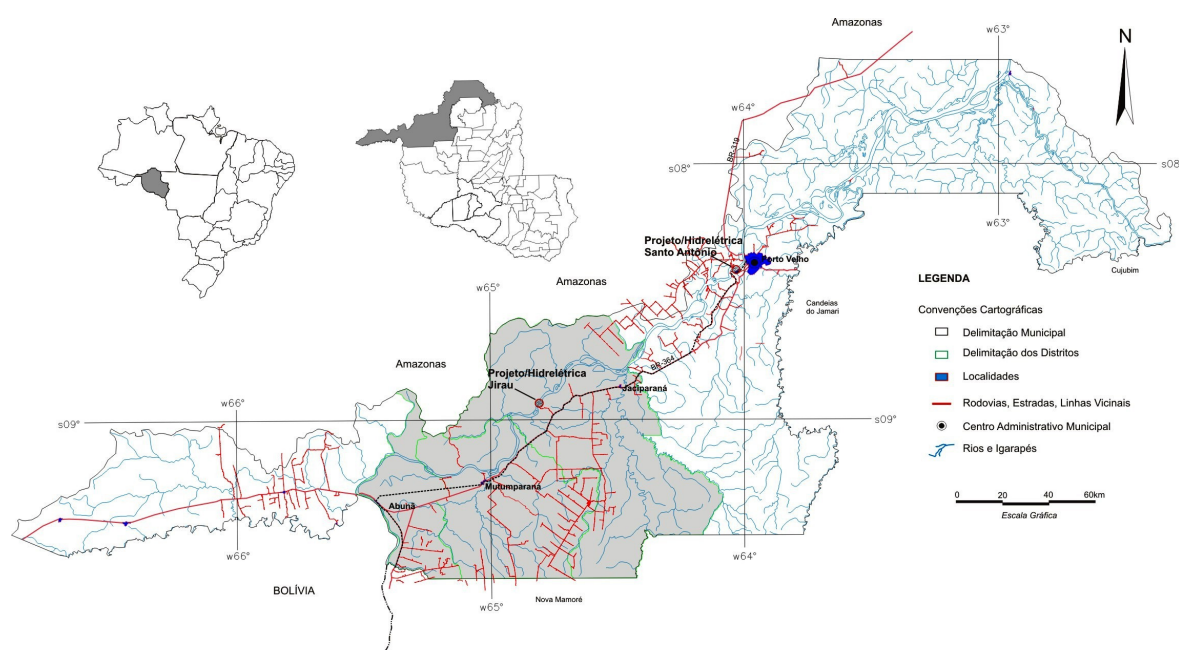 Amazonas
w63°
N
w64°
BR-319
s08°
s08°
w63°
Projeto/Hidrelétrica
Santo Antônio
Porto Velho
Cujubim
Amazonas
w65°
Candeias
do Jamari
BR-364
Amazonas
Projeto/Hidrelétrica
Jirau
Jaciparaná
w66°
s09°
s09°
Mutumparaná
Abunã
w66°
w64°
BOLÍVIA
Nova Mamoré
w65°
LEGENDA
Convenções Cartográficas
Delimitação Municipal
Delimitação dos Distritos
Localidades
Rodovias, Estradas, Linhas Vicinais
Centro Administrativo Municipal
Rios e Igarapés
0 20 40 60km
Escala Gráfica